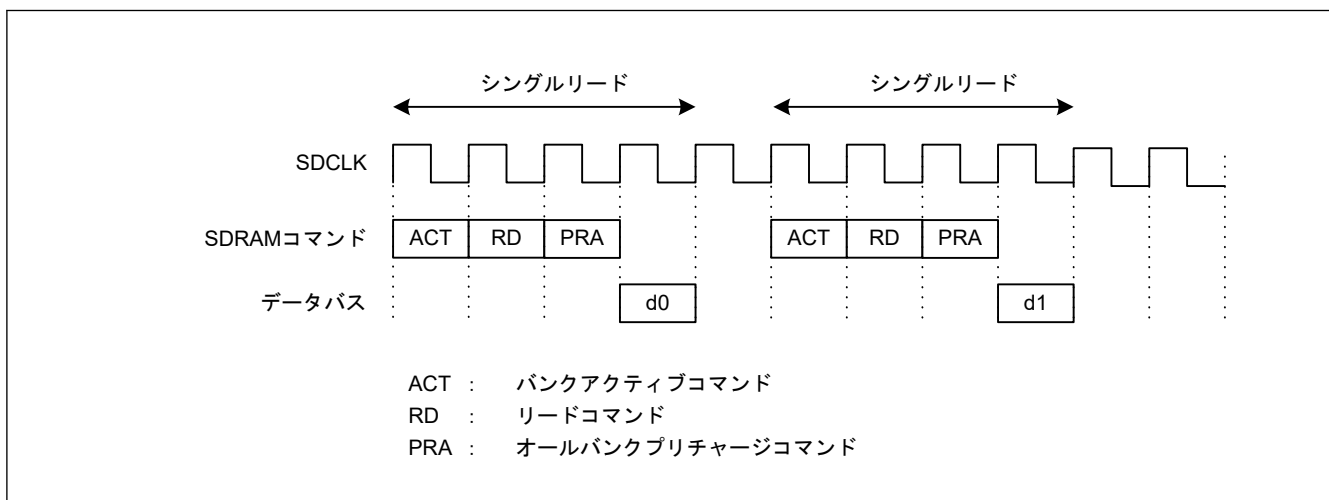 シングルリード シングルリード
SDCLK
SDRAMコマンド ACT RD PRA ACT RD PRA
データバス d0 d1
ACT : バンクアクティブコマンド
RD : リードコマンド
PRA : オールバンクプリチャージコマンド